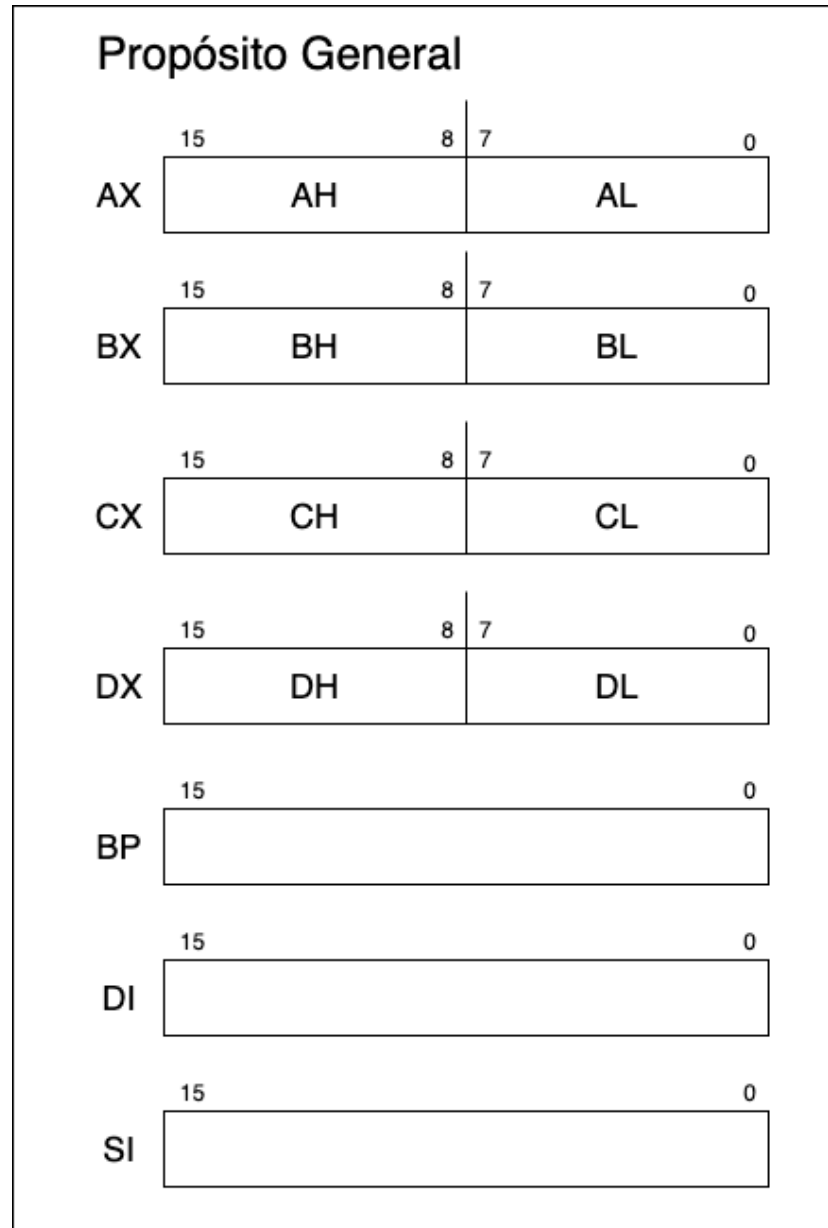 Propósito General
15 8 7 0
AX AH AL
15 8 7 0
BX BH BL
15 8 7 0
CX CH CL
15 8 7 0
DX DH DL
15 0
BP
15 0
DI
15 0
SI